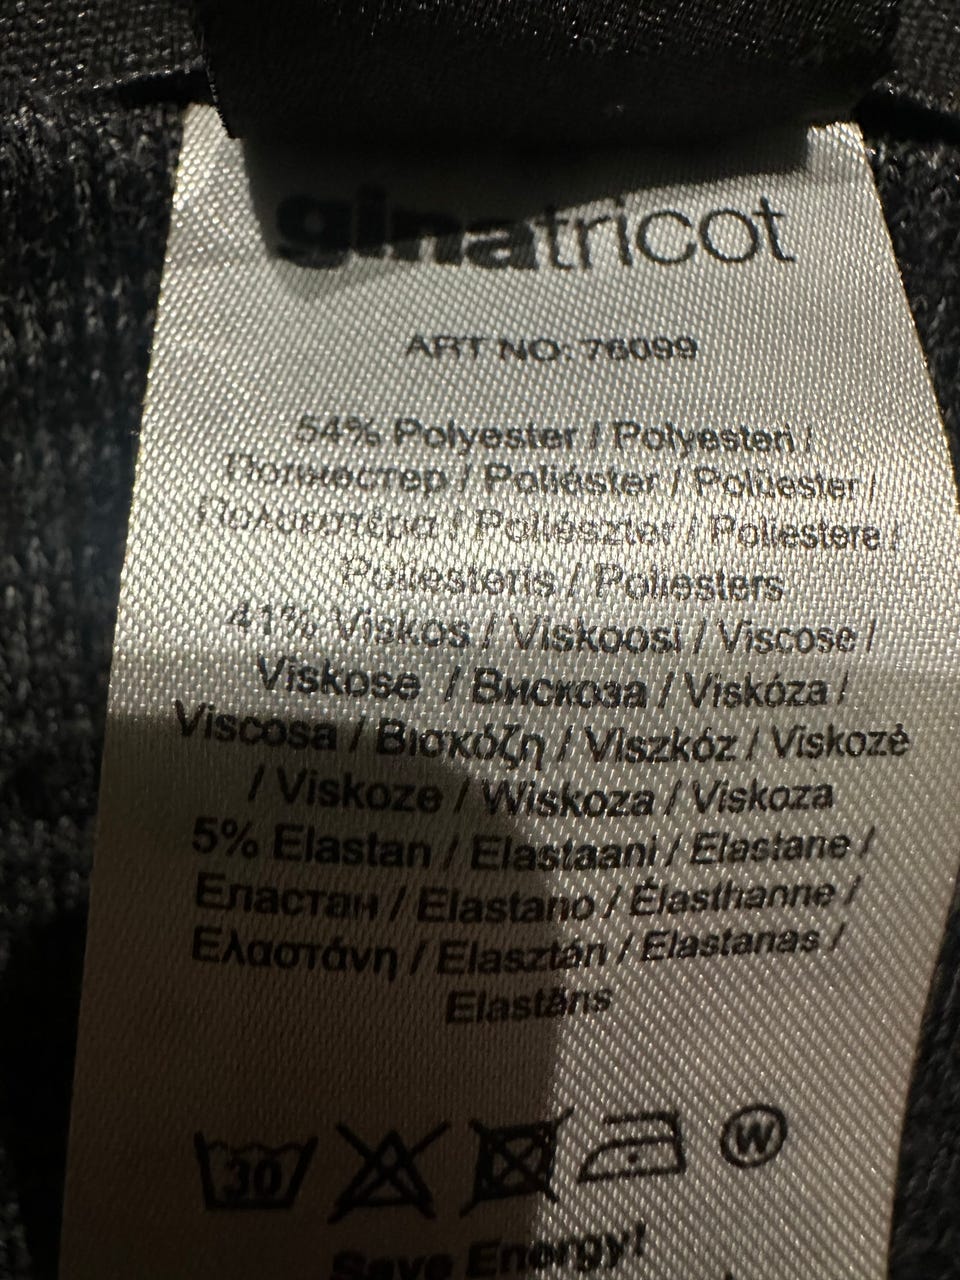 ginatricot
ART NO: 76099
54% Polyester / Polyesteri /
Полиестер / Poliéster / Polüester /
Πολυεστέρα / Poliészter / Poliestere /
Poliesteris / Poliesters
41% Viskos / Viskoosi / Viscose /
Viskose / Вискоза / Viskóza /
Viscosa / Βισκόζη / Viszkóz / Viskozė
/ Viskoze / Wiskoza / Viskoza
5% Elastan / Elastaani / Elastane /
Еластан / Elastano / Élasthanne /
Ελαστάνη / Elasztán / Elastanas /
Elastāns
30 W
Save Energy!